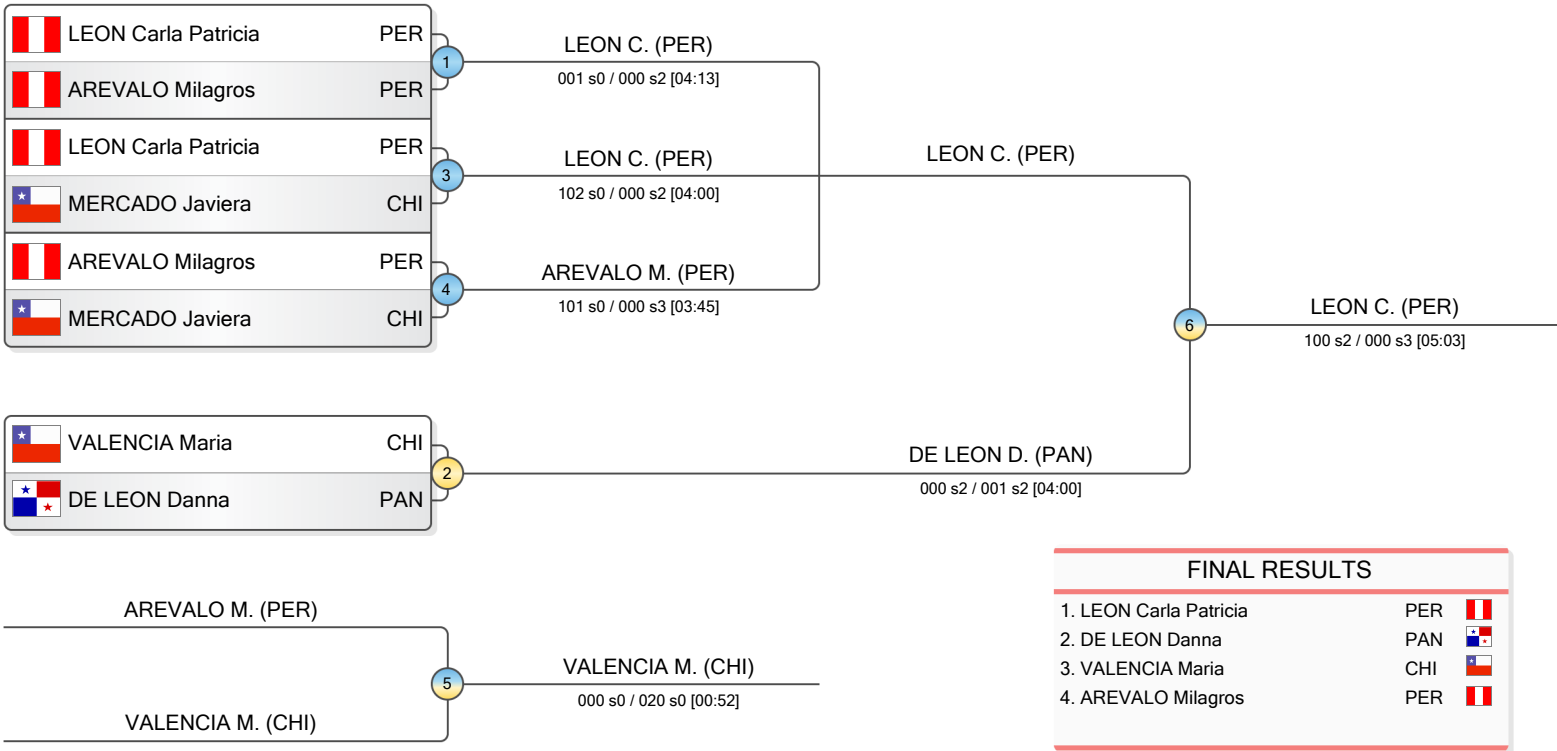 LEON Carla Patricia PER
AREVALO Milagros PER
1
LEON C. (PER)
001 s0 / 000 s2 [04:13]
LEON Carla Patricia PER
MERCADO Javiera CHI
3
LEON C. (PER)
102 s0 / 000 s2 [04:00]
LEON C. (PER)
AREVALO Milagros PER
MERCADO Javiera CHI
4
AREVALO M. (PER)
101 s0 / 000 s3 [03:45]
6
LEON C. (PER)
100 s2 / 000 s3 [05:03]
VALENCIA Maria CHI
DE LEON Danna PAN
2
DE LEON D. (PAN)
000 s2 / 001 s2 [04:00]
AREVALO M. (PER)
VALENCIA M. (CHI)
5
VALENCIA M. (CHI)
000 s0 / 020 s0 [00:52]
FINAL RESULTS
1. LEON Carla Patricia PER
2. DE LEON Danna PAN
3. VALENCIA Maria CHI
4. AREVALO Milagros PER